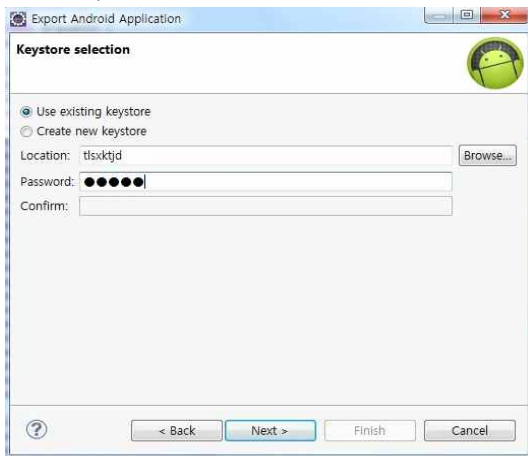 Export Android Application
Keystore selection
Use existing keystore
Create new keystore
Location: tlsxktjd Browse...
Password: ●●●●●
Confirm:
? < Back Next > Finish Cancel